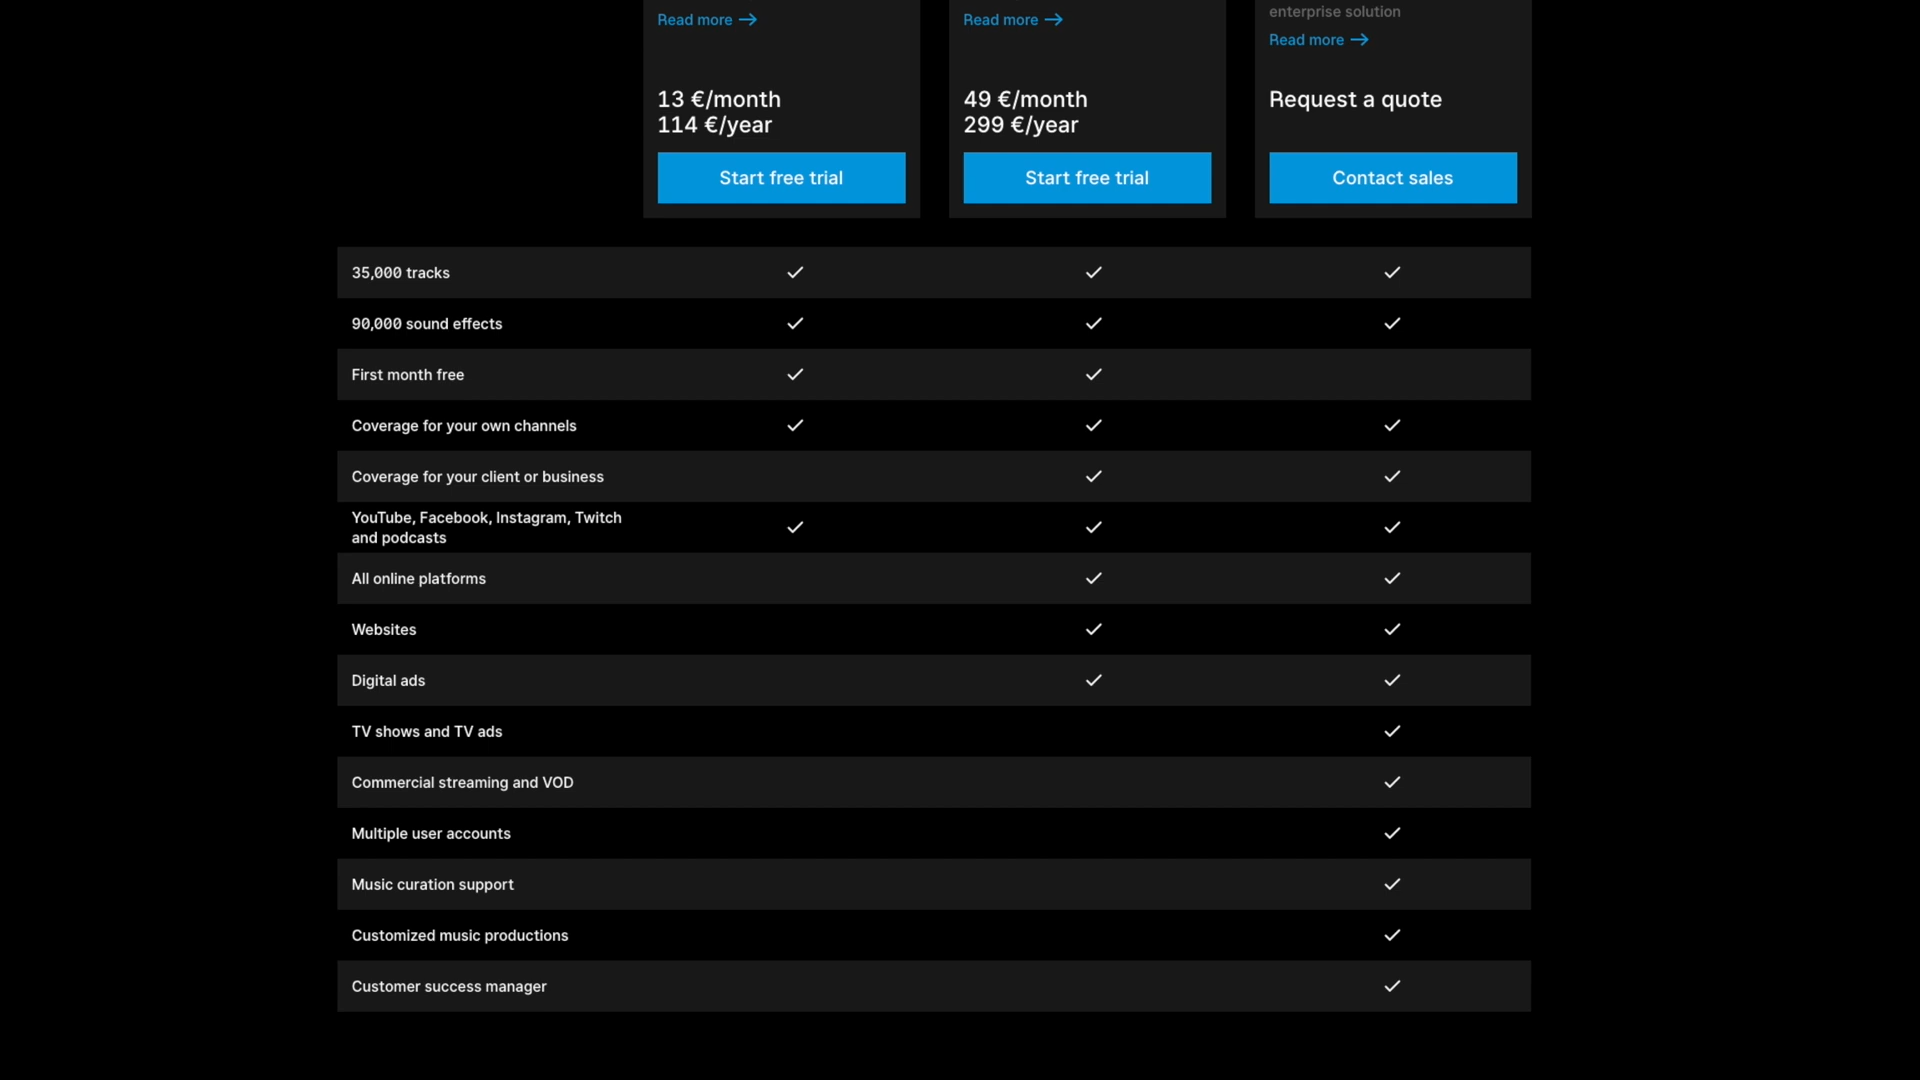 enterprise solution
Read more →
Read more →
Read more →
13 €/month
114 €/year
49 €/month
299 €/year
Request a quote
Start free trial
Start free trial
Contact sales
35,000 tracks
90,000 sound effects
First month free
Coverage for your own channels
Coverage for your client or business
YouTube, Facebook, Instagram, Twitch
and podcasts
All online platforms
Websites
Digital ads
TV shows and TV ads
Commercial streaming and VOD
Multiple user accounts
Music curation support
Customized music productions
Customer success manager